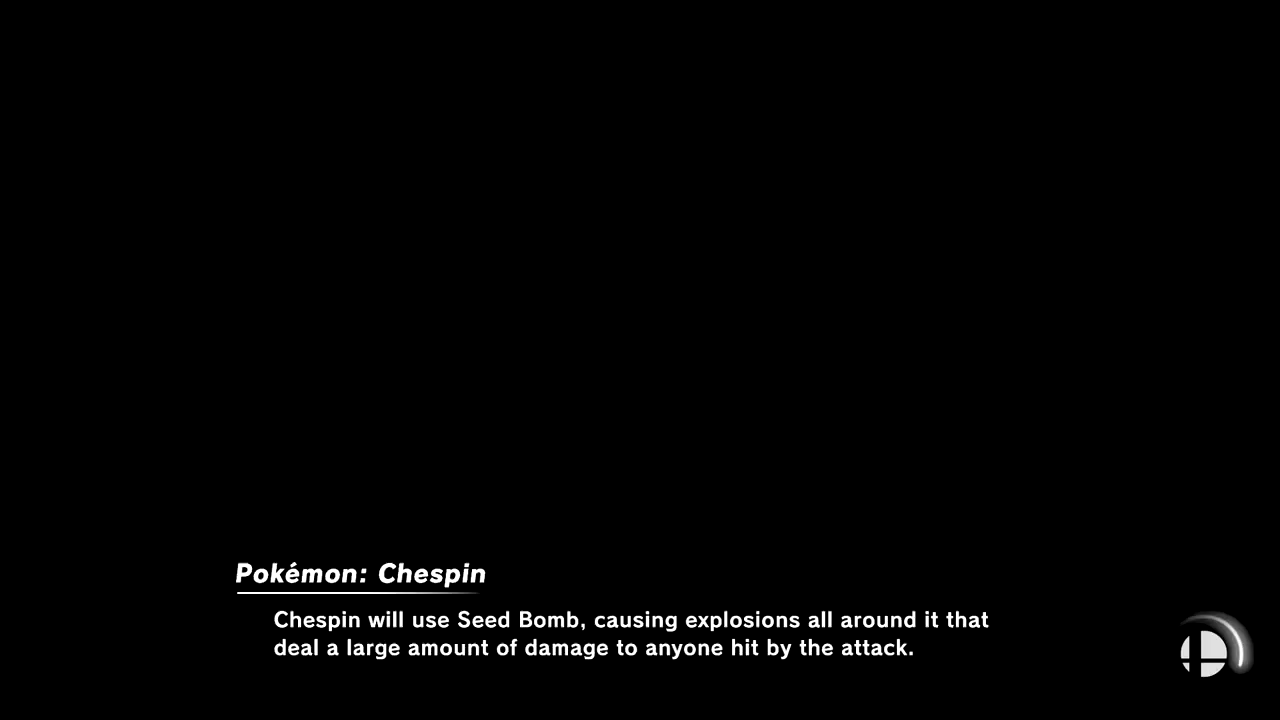 Pokémon: Chespin
Chespin will use Seed Bomb, causing explosions all around it that
deal a large amount of damage to anyone hit by the attack.